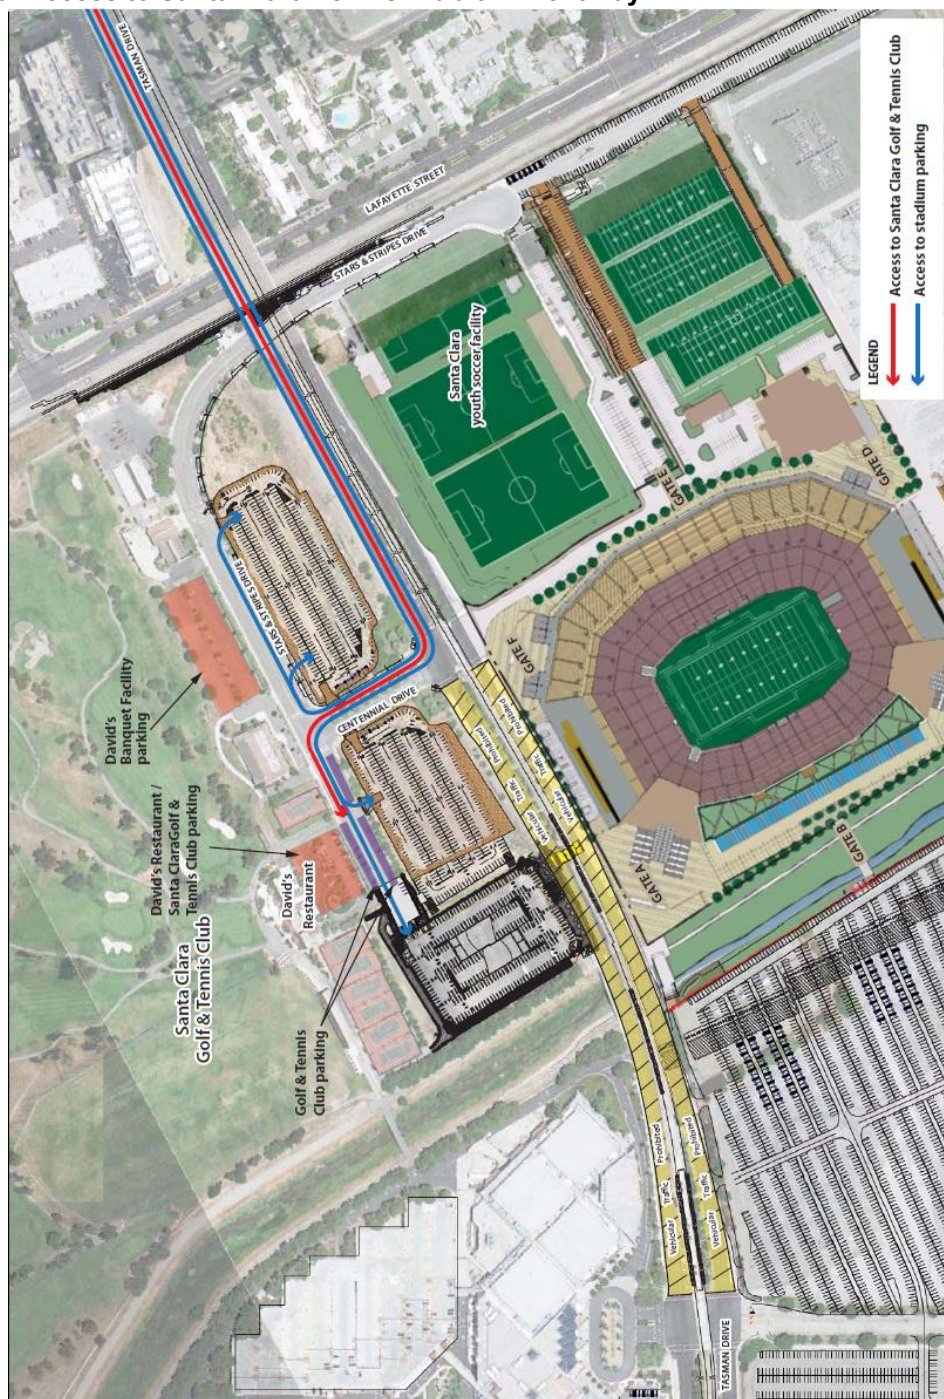 TASMAN DRIVE
LAFAYETTE STREET
STARS & STRIPES DRIVE
Santa Clara
youth soccer facility
LEGEND
Access to Santa Clara Golf & Tennis Club
Access to stadium parking
STARS & STRIPES DRIVE
CENTENNIAL DRIVE
David's
Banquet Facility
parking
David's Restaurant /
Santa ClaraGolf &
Tennis Club parking
David's
Restaurant
Santa Clara
Golf & Tennis Club
Golf & Tennis
Club parking
GATE E
GATE D
GATE F
GATE A
GATE B
Vehicular Traffic Prohibited
Vehicular Traffic Prohibited
Vehicular Traffic Prohibited
Vehicular Traffic Prohibited
TASMAN DRIVE